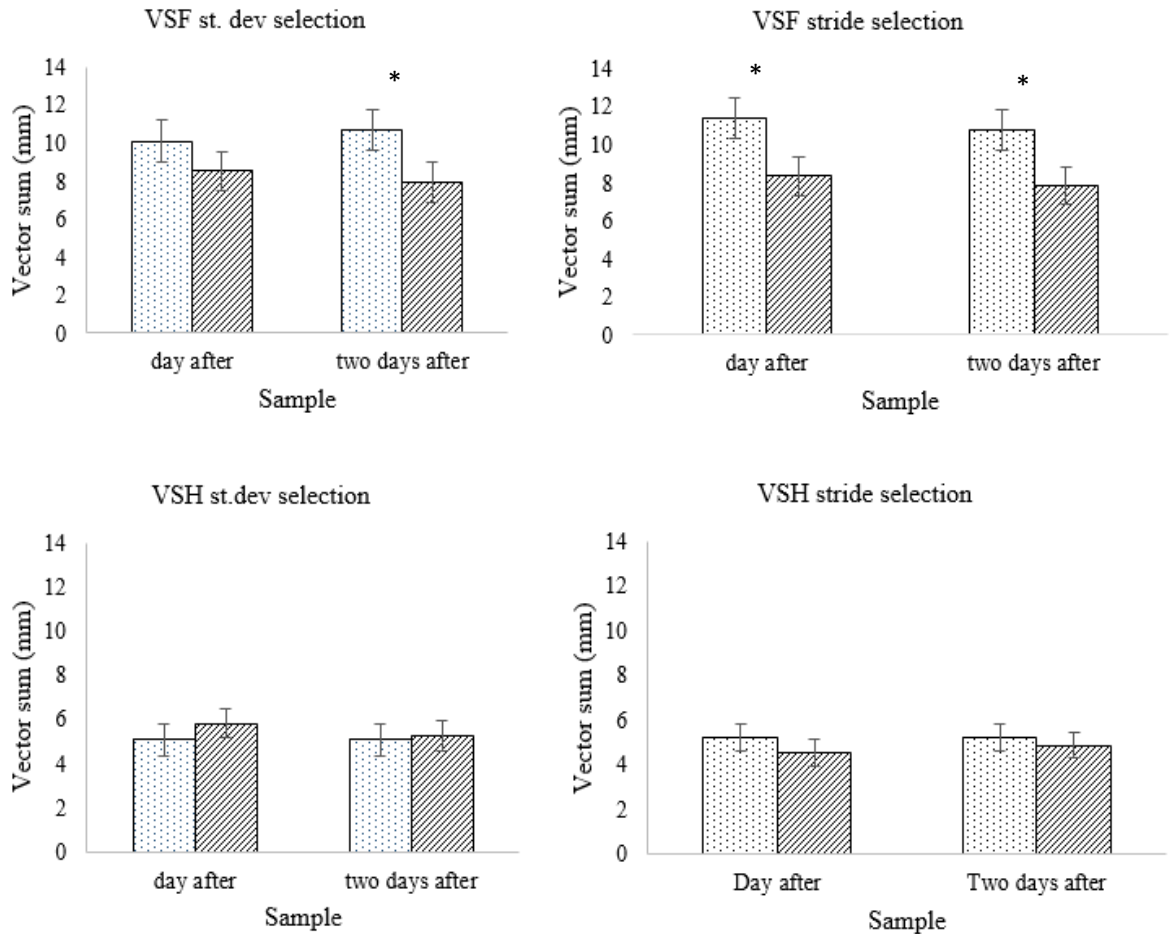 VSF st. dev selection
14
12
10
8
6
4
2
0
Vector sum (mm)
*
day after
two days after
Sample
VSF stride selection
14
12
10
8
6
4
2
0
Vector sum (mm)
*
*
day after
two days after
Sample
VSH st.dev selection
14
12
10
8
6
4
2
0
Vector sum (mm)
day after
two days after
Sample
VSH stride selection
14
12
10
8
6
4
2
0
Vector sum (mm)
Day after
Two days after
Sample